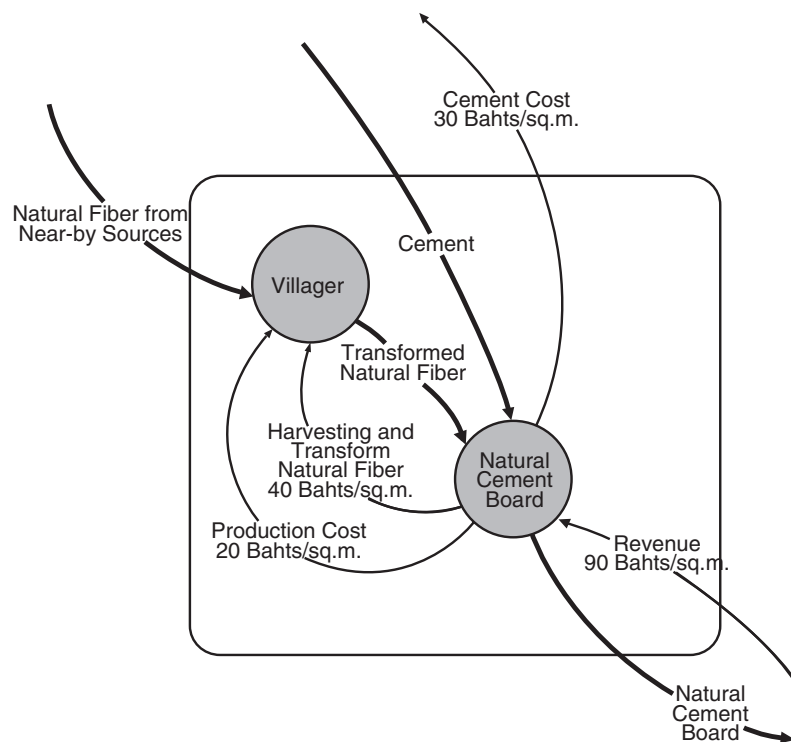 Cement Cost
30 Bahts/sq.m.
Natural Fiber from
Near-by Sources
Cement
Villager
Transformed
Natural Fiber
Harvesting and
Transform
Natural Fiber
40 Bahts/sq.m.
Natural
Cement
Board
Production Cost
20 Bahts/sq.m.
Revenue
90 Bahts/sq.m.
Natural
Cement
Board